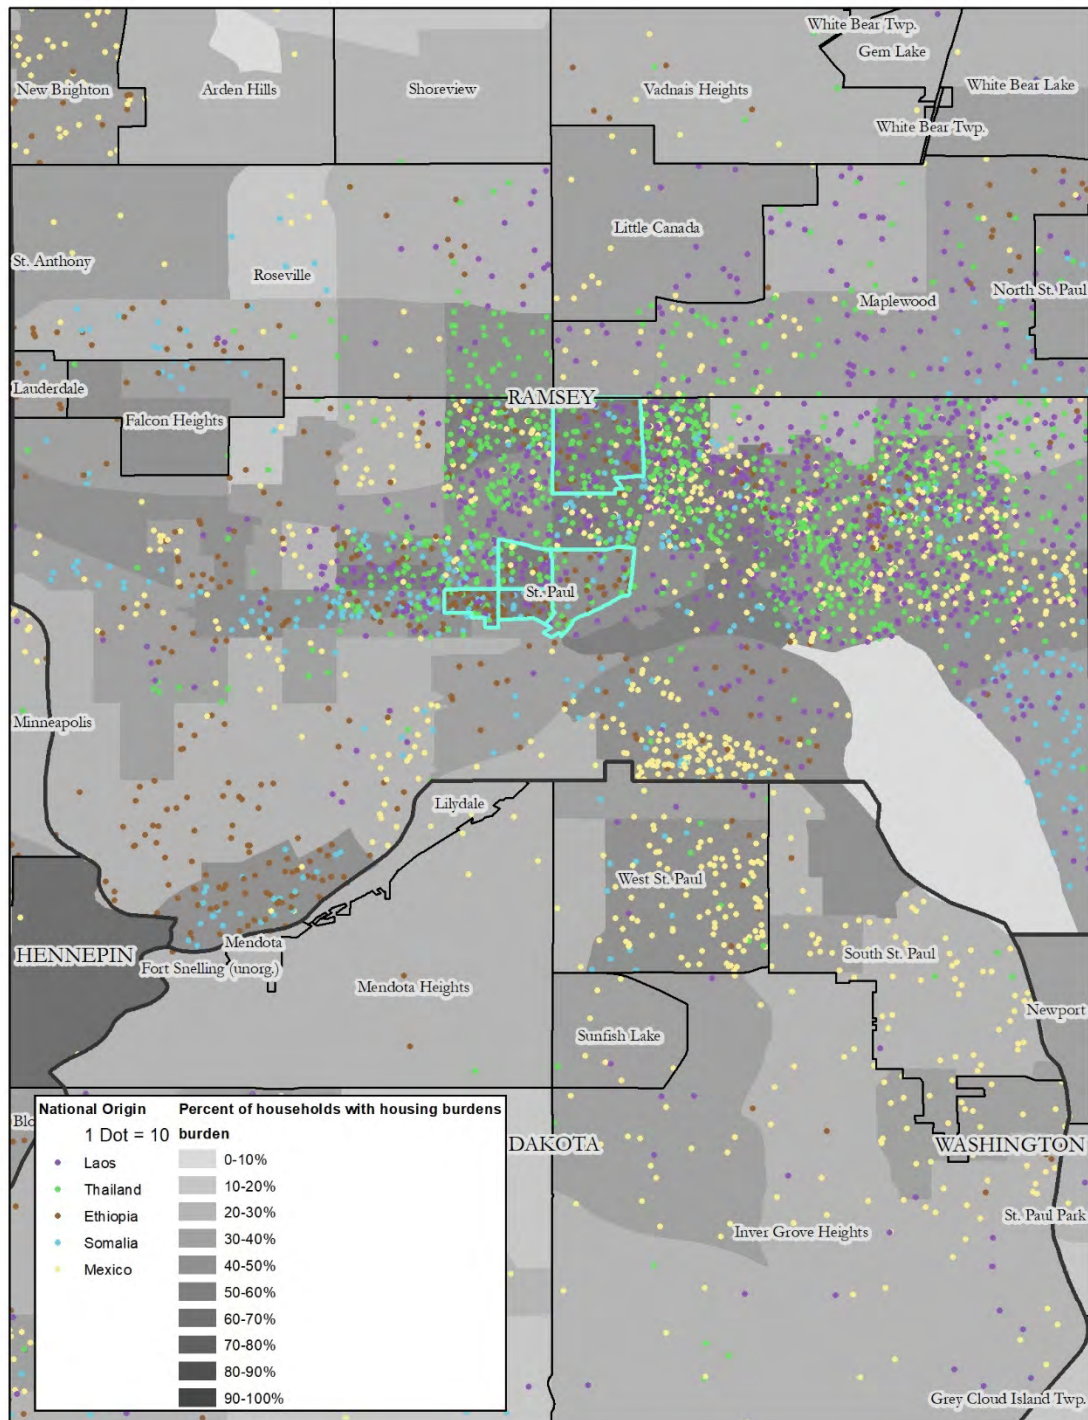 White Bear Twp.
Gem Lake
New Brighton
Arden Hills
Shoreview
Vadnais Heights
White Bear Lake
White Bear Twp.
Little Canada
St. Anthony
Roseville
Maplewood
North St. Paul
Lauderdale
RAMSEY
Falcon Heights
St. Paul
Minneapolis
Lilydale
West St. Paul
HENNEPIN
Mendota
South St. Paul
Fort Snelling (unorg.)
Mendota Heights
Newport
Sunfish Lake
Blo
DAKOTA
WASHINGTON
St. Paul Park
Inver Grove Heights
Grey Cloud Island Twp.
National Origin
1 Dot = 10
Laos
Thailand
Ethiopia
Somalia
Mexico
Percent of households with housing burdens
burden
0-10%
10-20%
20-30%
30-40%
40-50%
50-60%
60-70%
70-80%
80-90%
90-100%